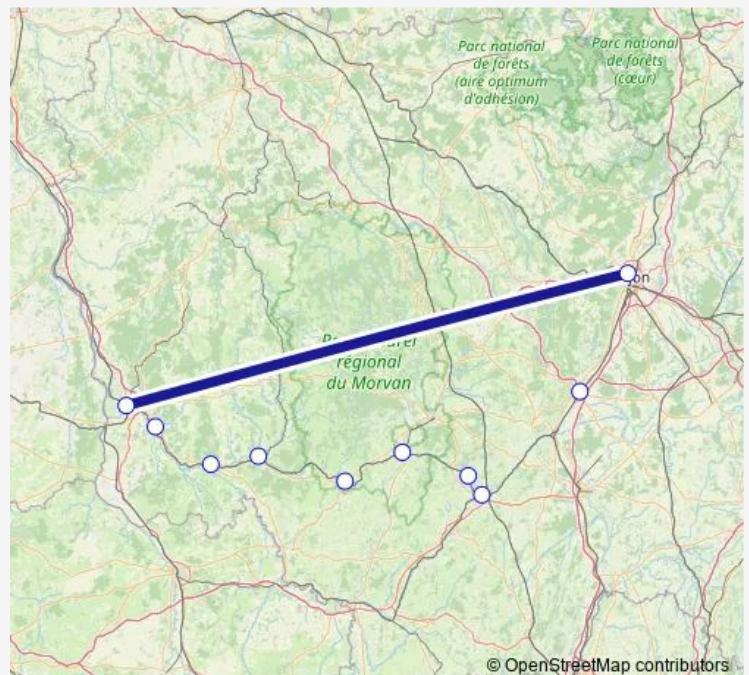 Parc national
de forêts
(aire optimum
d'adhésion)
Parc national
de forêts
(cœur)
régional
du Morvan
© OpenStreetMap contributors